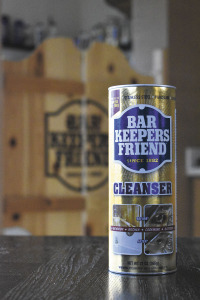 BAR
KEEPERS
FRIEND
BAR
KEEPERS
FRIEND
SINCE 1882
CLEANSER